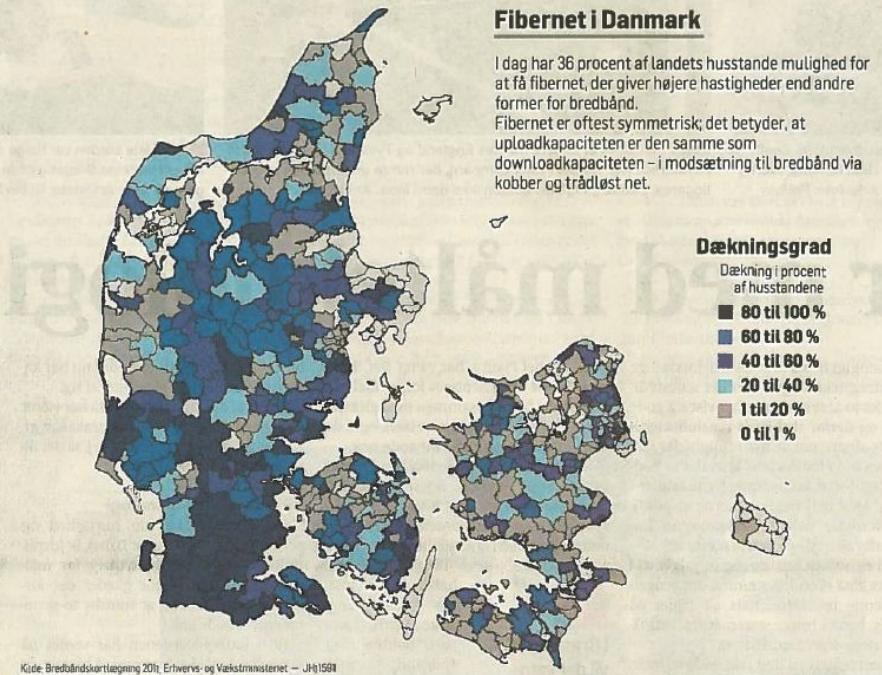 Fibernet i Danmark
I dag har 36 procent af landets husstande mulighed for
at få fibernet, der giver højere hastigheder end andre
former for bredbånd.
Fibernet er oftest symmetrisk; det betyder, at
uploadkapaciteten er den samme som
downloadkapaciteten – i modsætning til bredbånd via
kobber og trådløst net.
Dækningsgrad
Dækning i procent
af husstandene
80 til 100 %
60 til 80 %
40 til 60 %
20 til 40 %
1 til 20 %
0 til 1 %
Kilde: Bredbåndskortlægning 2011, Erhvervs- og Vækstministeriet –